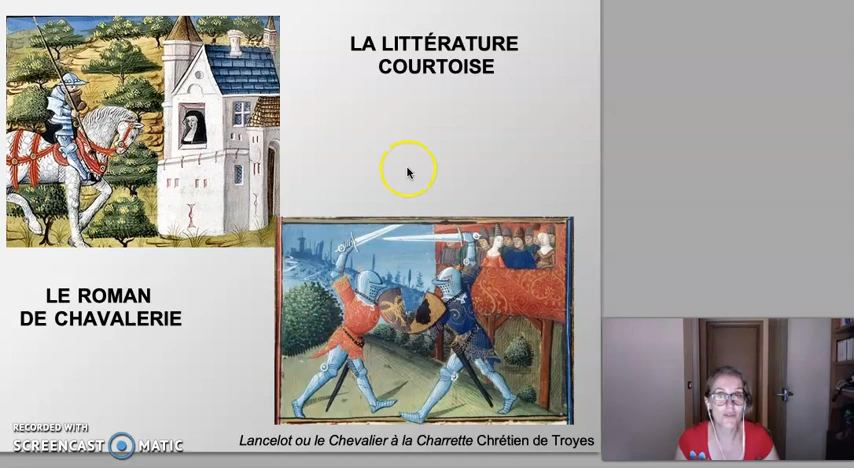 LA LITTÉRATURE
COURTOISE
LE ROMAN
DE CHAVALERIE
Lancelot ou le Chevalier à la Charrette Chrétien de Troyes
RECORDED WITH
SCREENCAST MATIC